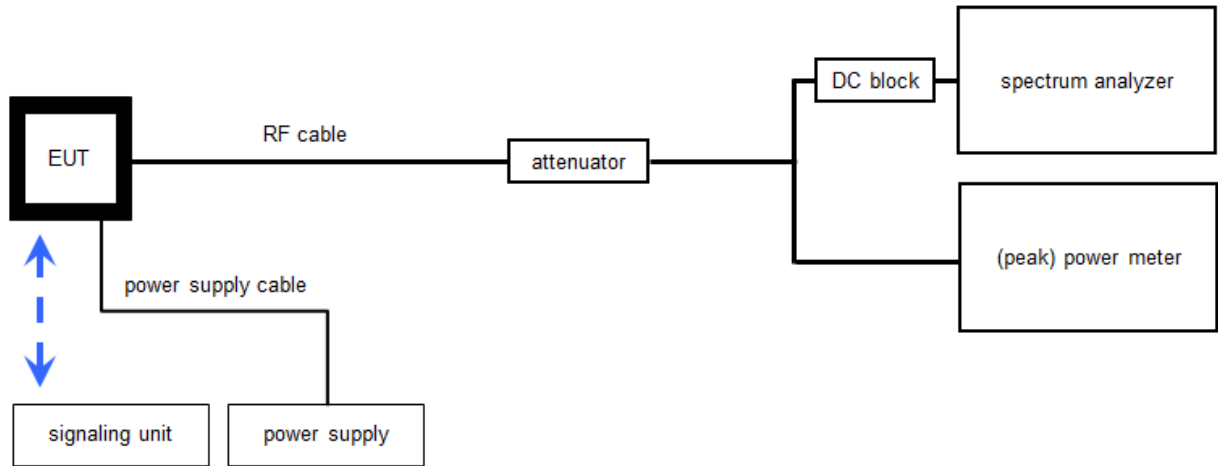 DC block
spectrum analyzer
RF cable
EUT
attenuator
(peak) power meter
power supply cable
signaling unit
power supply